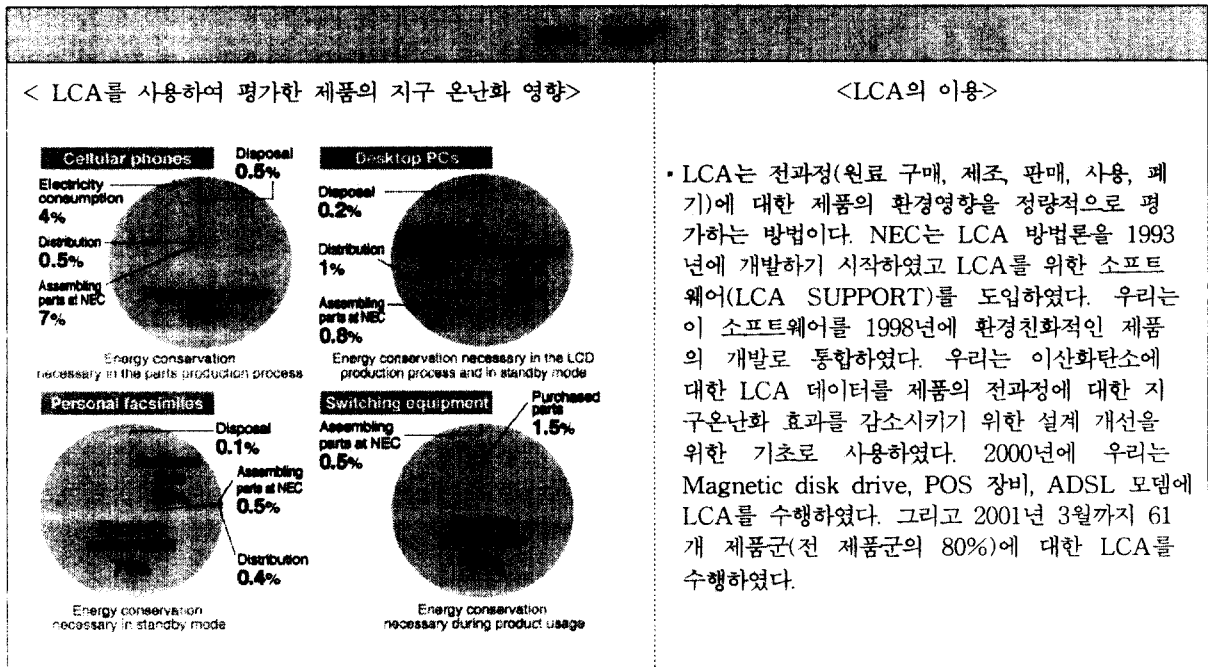 < LCA를 사용하여 평가한 제품의 지구 온난화 영향>
Cellular phones
Disposal
0.5%
Electricity
consumption
4%
Distribution
0.5%
Assembling
parts at NEC
7%
Energy conservation
necessary in the parts production process
Desktop PCs
Disposal
0.2%
Distribution
1%
Assembling
parts at NEC
0.8%
Energy conservation necessary in the LCD
production process and in standby mode
Personal facsimiles
Disposal
0.1%
Assembling
parts at NEC
0.5%
Distribution
0.4%
Energy conservation
necessary in standby mode
Switching equipment
Purchased
parts
1.5%
Assembling
parts at NEC
0.5%
Energy conservation
necessary during product usage
<LCA의 이용>
• LCA는 전과정(원료 구매, 제조, 판매, 사용, 폐
기)에 대한 제품의 환경영향을 정량적으로 평
가하는 방법이다. NEC는 LCA 방법론을 1993
년에 개발하기 시작하였고 LCA를 위한 소프트
웨어(LCA SUPPORT)를 도입하였다. 우리는
이 소프트웨어를 1998년에 환경친화적인 제품
의 개발로 통합하였다. 우리는 이산화탄소에
대한 LCA 데이터를 제품의 전과정에 대한 지
구온난화 효과를 감소시키기 위한 설계 개선을
위한 기초로 사용하였다. 2000년에 우리는
Magnetic disk drive, POS 장비, ADSL 모뎀에
LCA를 수행하였다. 그리고 2001년 3월까지 61
개 제품군(전 제품군의 80%)에 대한 LCA를
수행하였다.